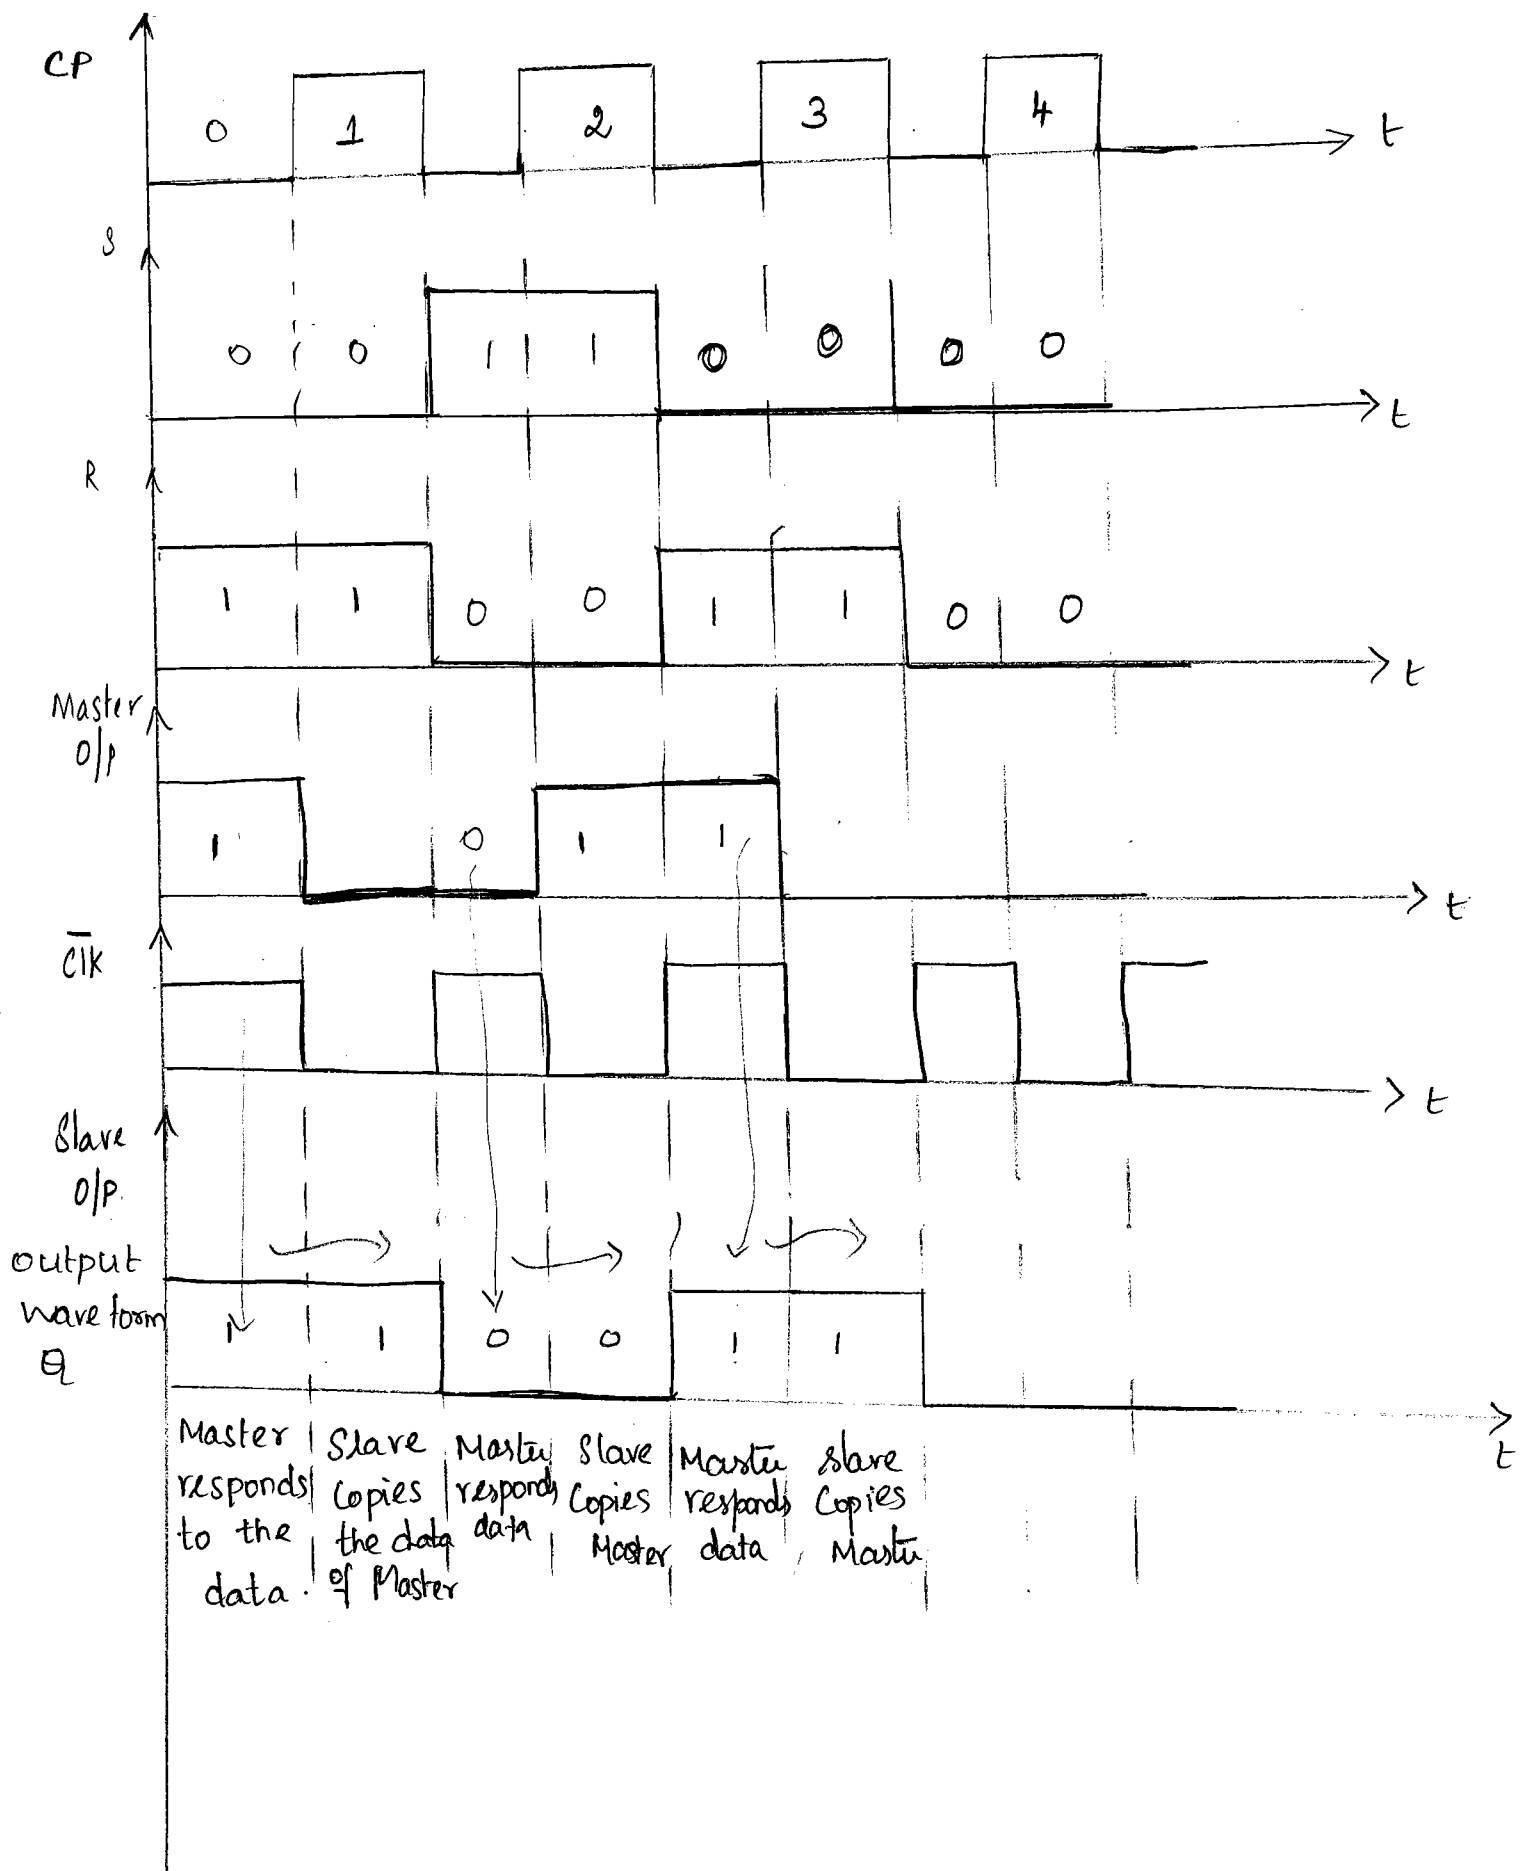 CP
0 1 2 3 4 t
S
0 0 1 1 0 0 0 0
t
R
1 1 0 0 1 1 0 0
t
Master
O/P
1 0 1 1
t
C̅l̅k̅
t
Slave
O/P.
output
waveform
Q
1 1 0 0 1 1
t
Master responds to the data.
Slave copies the data of Master
Master responds data
Slave Copies Master
Master responds data
slave Copies Master